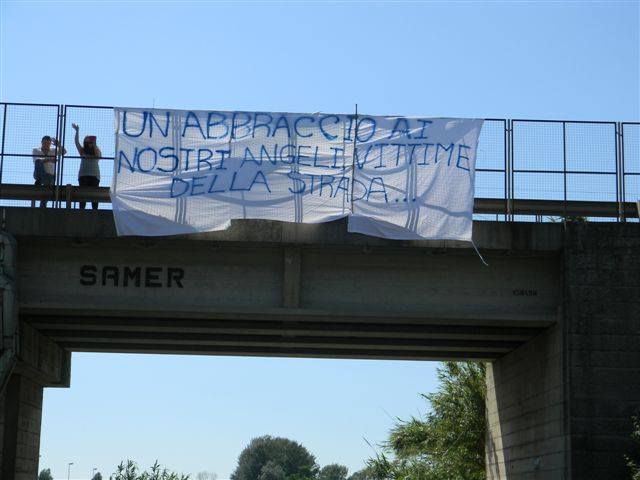 UN ABBRACCIO AI
NOSTRI ANGELI VITTIME
DELLA STRADA...
SAMER